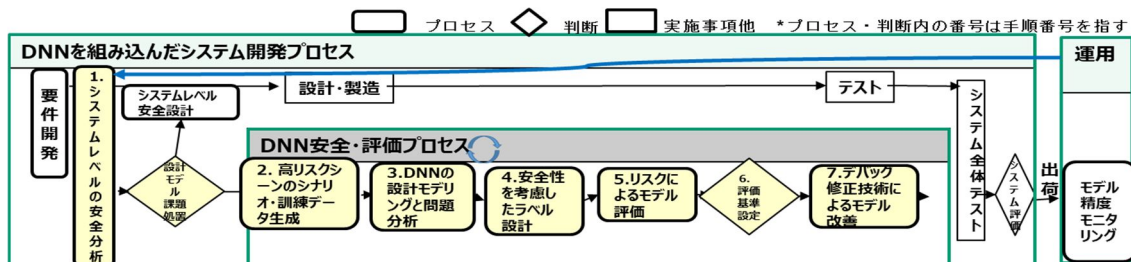 プロセス 判断 実施事項他 *プロセス・判断内の番号は手順番号を指す
DNNを組み込んだシステム開発プロセス
運用
要件開発
1.システムレベルの安全分析
システムレベル
安全設計
設計・製造
テスト
システム全体テスト
DNN安全・評価プロセス
設計
モデル
課題
処置
2. 高リスクシ
ーンのシナリ
オ・訓練デー
タ生成
3.DNNの
設計モデリ
ングと問題
分析
4.安全性
を考慮し
たラベル
設計
5.リスクに
よるモデル
評価
6.
評価
基準
設定
7.デバック
修正技術に
よるモデル
改善
システム評価
出荷
モデル
精度
モニタ
リング